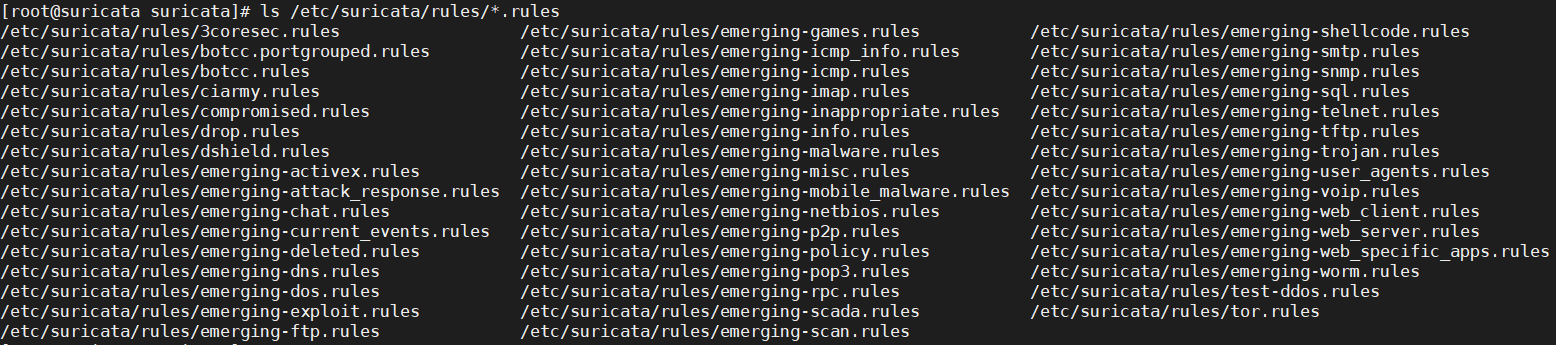 [root@suricata suricata]# ls /etc/suricata/rules/*.rules
/etc/suricata/rules/3coresec.rules /etc/suricata/rules/emerging-games.rules /etc/suricata/rules/emerging-shellcode.rules
/etc/suricata/rules/botcc.portgrouped.rules /etc/suricata/rules/emerging-icmp_info.rules /etc/suricata/rules/emerging-smtp.rules
/etc/suricata/rules/botcc.rules /etc/suricata/rules/emerging-icmp.rules /etc/suricata/rules/emerging-snmp.rules
/etc/suricata/rules/ciarmy.rules /etc/suricata/rules/emerging-imap.rules /etc/suricata/rules/emerging-sql.rules
/etc/suricata/rules/compromised.rules /etc/suricata/rules/emerging-inappropriate.rules /etc/suricata/rules/emerging-telnet.rules
/etc/suricata/rules/drop.rules /etc/suricata/rules/emerging-info.rules /etc/suricata/rules/emerging-tftp.rules
/etc/suricata/rules/dshield.rules /etc/suricata/rules/emerging-malware.rules /etc/suricata/rules/emerging-trojan.rules
/etc/suricata/rules/emerging-activex.rules /etc/suricata/rules/emerging-misc.rules /etc/suricata/rules/emerging-user_agents.rules
/etc/suricata/rules/emerging-attack_response.rules /etc/suricata/rules/emerging-mobile_malware.rules /etc/suricata/rules/emerging-voip.rules
/etc/suricata/rules/emerging-chat.rules /etc/suricata/rules/emerging-netbios.rules /etc/suricata/rules/emerging-web_client.rules
/etc/suricata/rules/emerging-current_events.rules /etc/suricata/rules/emerging-p2p.rules /etc/suricata/rules/emerging-web_server.rules
/etc/suricata/rules/emerging-deleted.rules /etc/suricata/rules/emerging-policy.rules /etc/suricata/rules/emerging-web_specific_apps.rules
/etc/suricata/rules/emerging-dns.rules /etc/suricata/rules/emerging-pop3.rules /etc/suricata/rules/emerging-worm.rules
/etc/suricata/rules/emerging-dos.rules /etc/suricata/rules/emerging-rpc.rules /etc/suricata/rules/test-ddos.rules
/etc/suricata/rules/emerging-exploit.rules /etc/suricata/rules/emerging-scada.rules /etc/suricata/rules/tor.rules
/etc/suricata/rules/emerging-ftp.rules /etc/suricata/rules/emerging-scan.rules